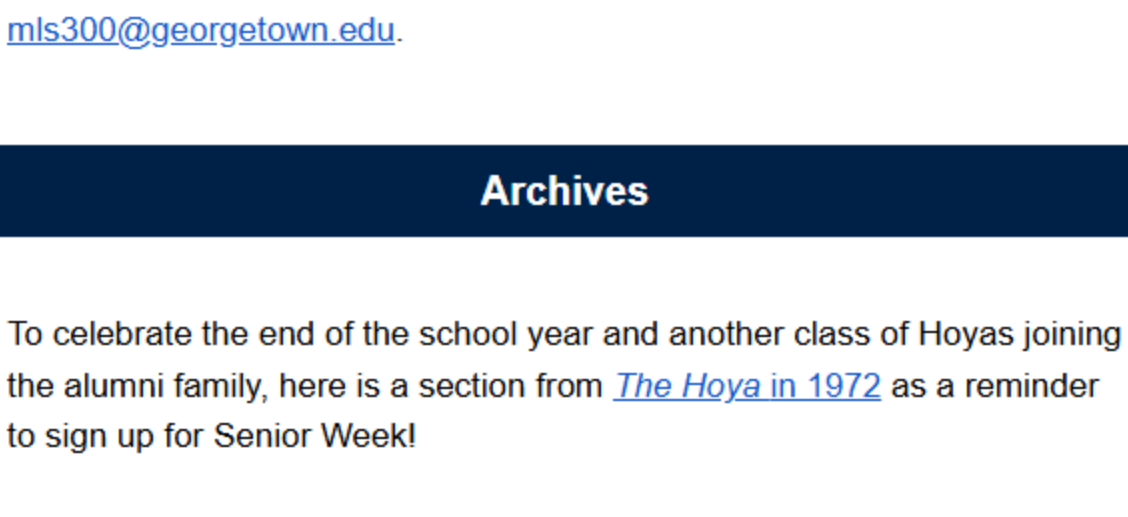 mls300@georgetown.edu.
Archives
To celebrate the end of the school year and another class of Hoyas joining
the alumni family, here is a section from The Hoya in 1972 as a reminder
to sign up for Senior Week!